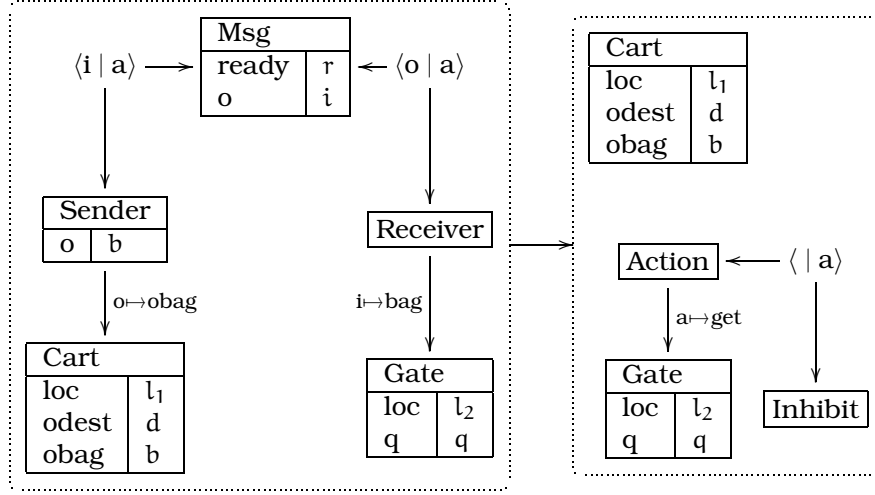 Msg
⟨i | a⟩
ready r
⟨o | a⟩
o i
Sender
o b
Receiver
o↦obag
i↦bag
Cart
loc l₁
odest d
obag b
Gate
loc l₂
q q
Cart
loc l₁
odest d
obag b
Action
⟨ | a⟩
a↦get
Gate
loc l₂
q q
Inhibit